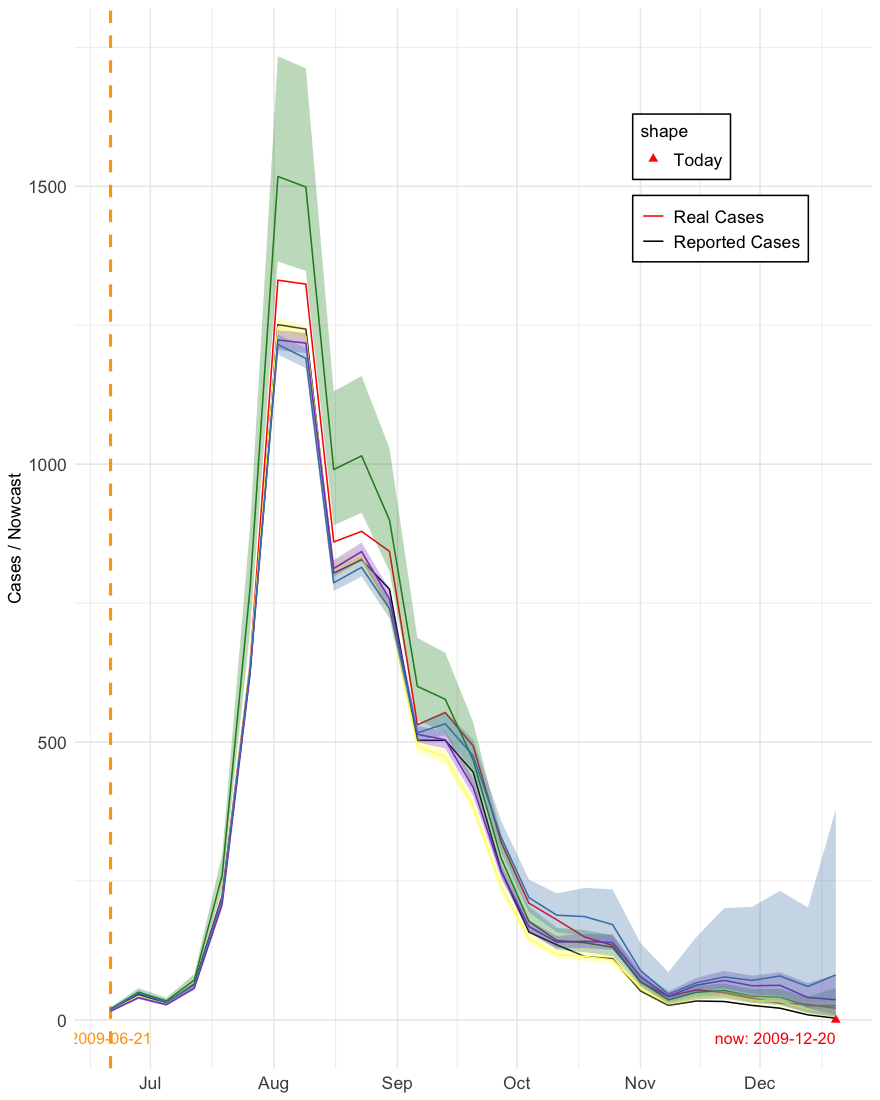 shape
Today
Real Cases
Reported Cases
Cases / Nowcast
1500
1000
500
0
2009-06-21
now: 2009-12-20
Jul
Aug
Sep
Oct
Nov
Dec